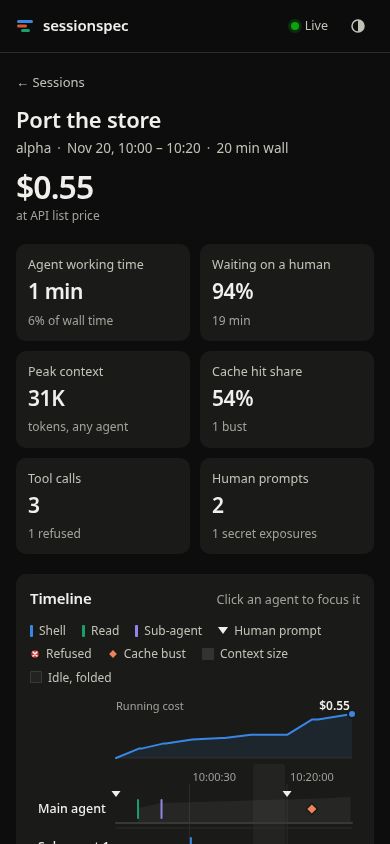 sessionspec
Live
← Sessions
Port the store
alpha · Nov 20, 10:00 – 10:20 · 20 min wall
$0.55
at API list price
Agent working time
1 min
6% of wall time
Waiting on a human
94%
19 min
Peak context
31K
tokens, any agent
Cache hit share
54%
1 bust
Tool calls
3
1 refused
Human prompts
2
1 secret exposures
Timeline
Click an agent to focus it
Shell Read Sub-agent Human prompt
Refused Cache bust Context size
Idle, folded
Running cost
$0.55
10:00:30 10:20:00
Main agent